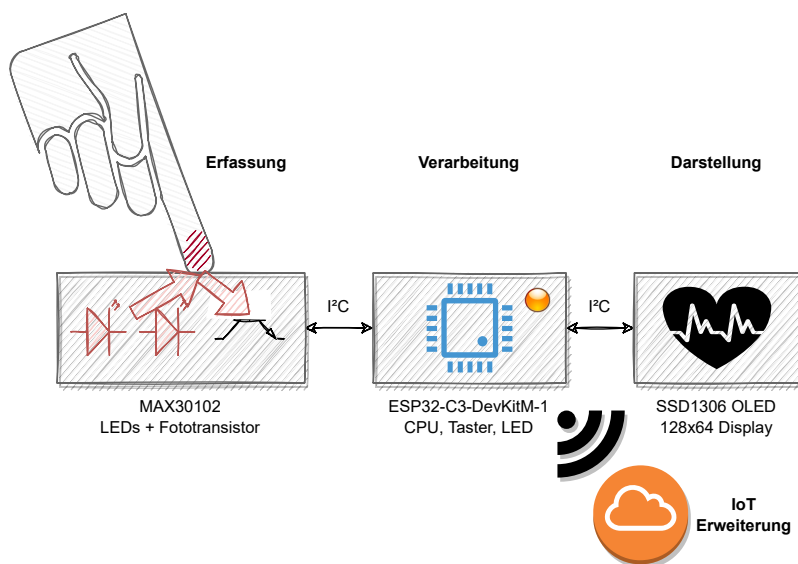 Erfassung
Verarbeitung
Darstellung
I²C
I²C
MAX30102
LEDs + Fototransistor
ESP32-C3-DevKitM-1
CPU, Taster, LED
SSD1306 OLED
128x64 Display
IoT
Erweiterung